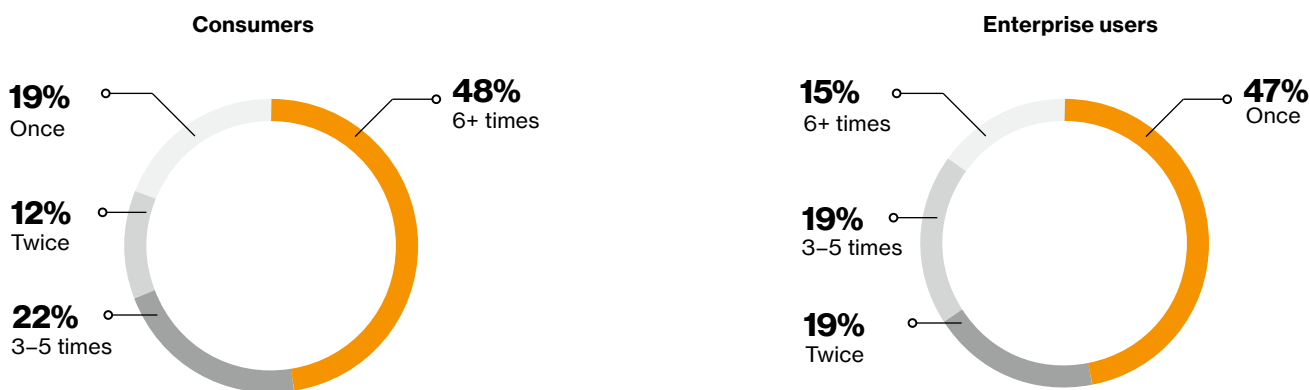 Consumers
19%
Once
48%
6+ times
12%
Twice
22%
3–5 times
Enterprise users
15%
6+ times
47%
Once
19%
3–5 times
19%
Twice